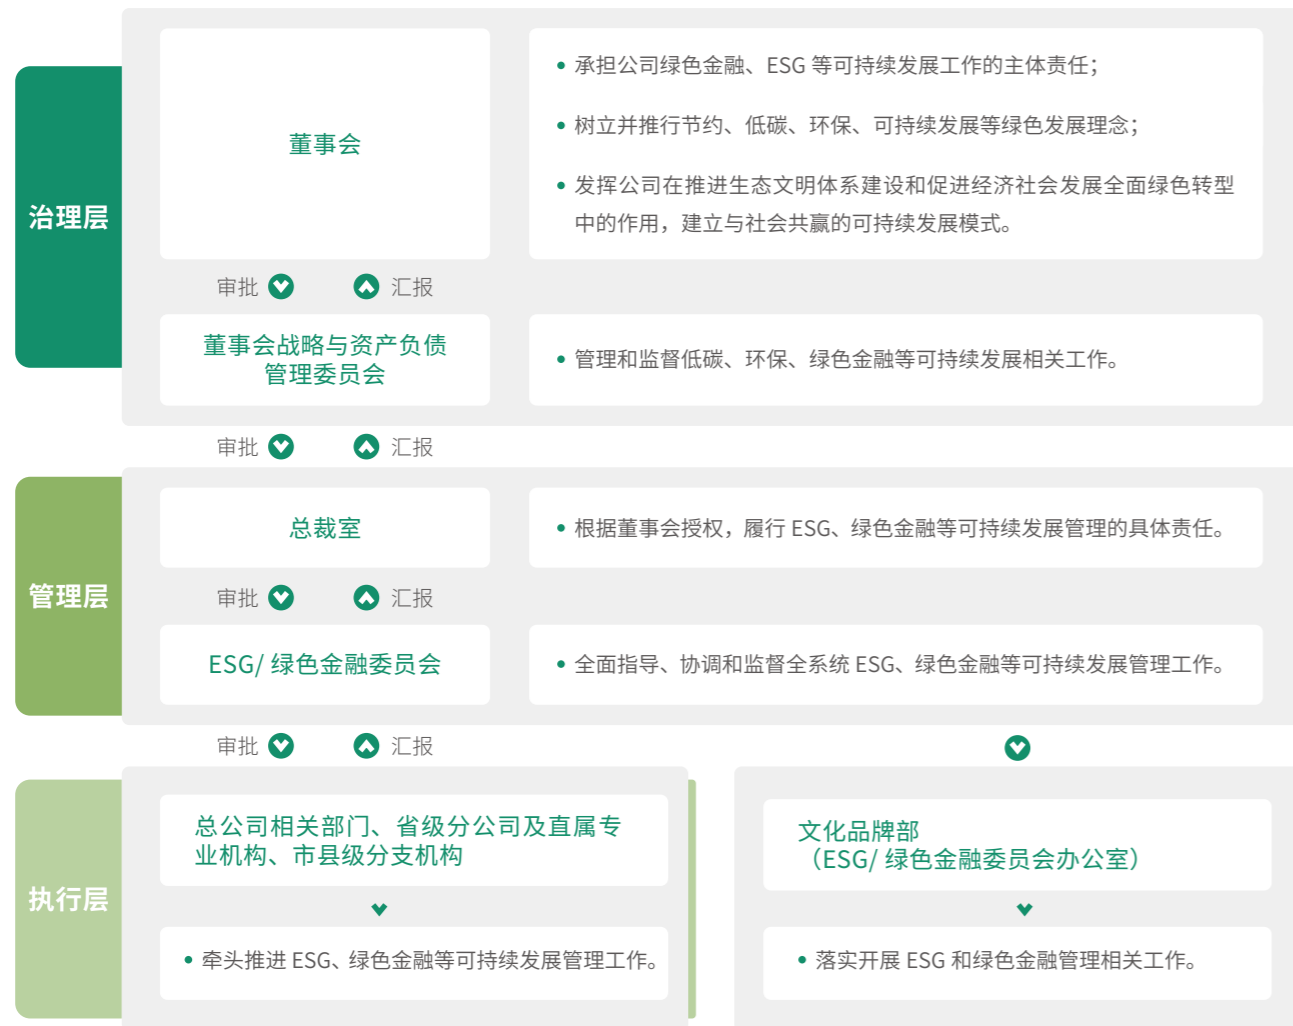 治理层
董事会
承担公司绿色金融、ESG 等可持续发展工作的主体责任；
树立并推行节约、低碳、环保、可持续发展等绿色发展理念；
发挥公司在推进生态文明体系建设和促进经济社会发展全面绿色转型
中的作用，建立与社会共赢的可持续发展模式。
审批 汇报
董事会战略与资产负债
管理委员会
管理和监督低碳、环保、绿色金融等可持续发展相关工作。
审批 汇报
管理层
总裁室
根据董事会授权，履行 ESG、绿色金融等可持续发展管理的具体责任。
审批 汇报
ESG/ 绿色金融委员会
全面指导、协调和监督全系统 ESG、绿色金融等可持续发展管理工作。
审批 汇报
执行层
总公司相关部门、省级分公司及直属专
业机构、市县级分支机构
牵头推进 ESG、绿色金融等可持续发展管理工作。
文化品牌部
（ESG/ 绿色金融委员会办公室）
落实开展 ESG 和绿色金融管理相关工作。